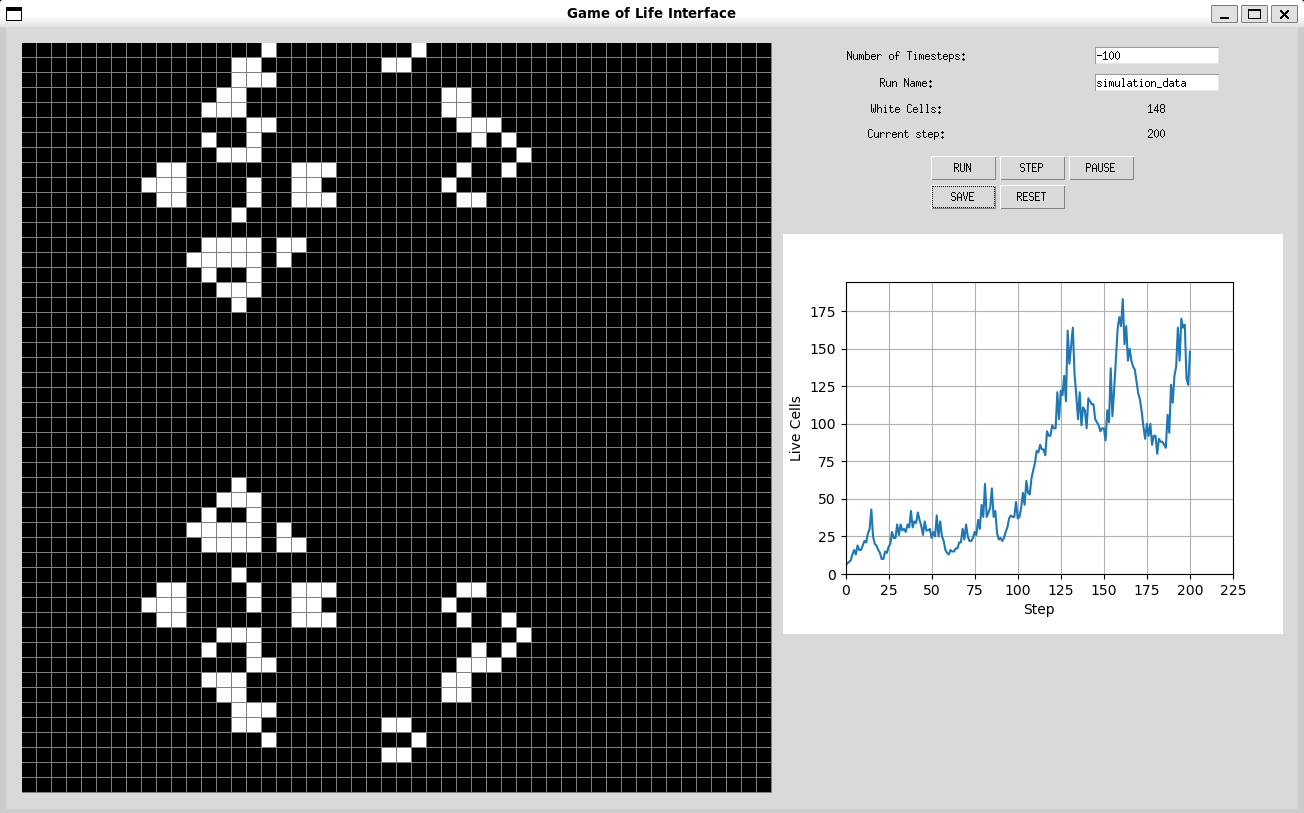 Game of Life Interface
Number of Timesteps: -100
Run Name: simulation_data
White Cells: 148
Current step: 200
RUN STEP PAUSE
SAVE RESET
175
150
125
100
75
50
25
0
Live Cells
0 25 50 75 100 125 150 175 200 225
Step